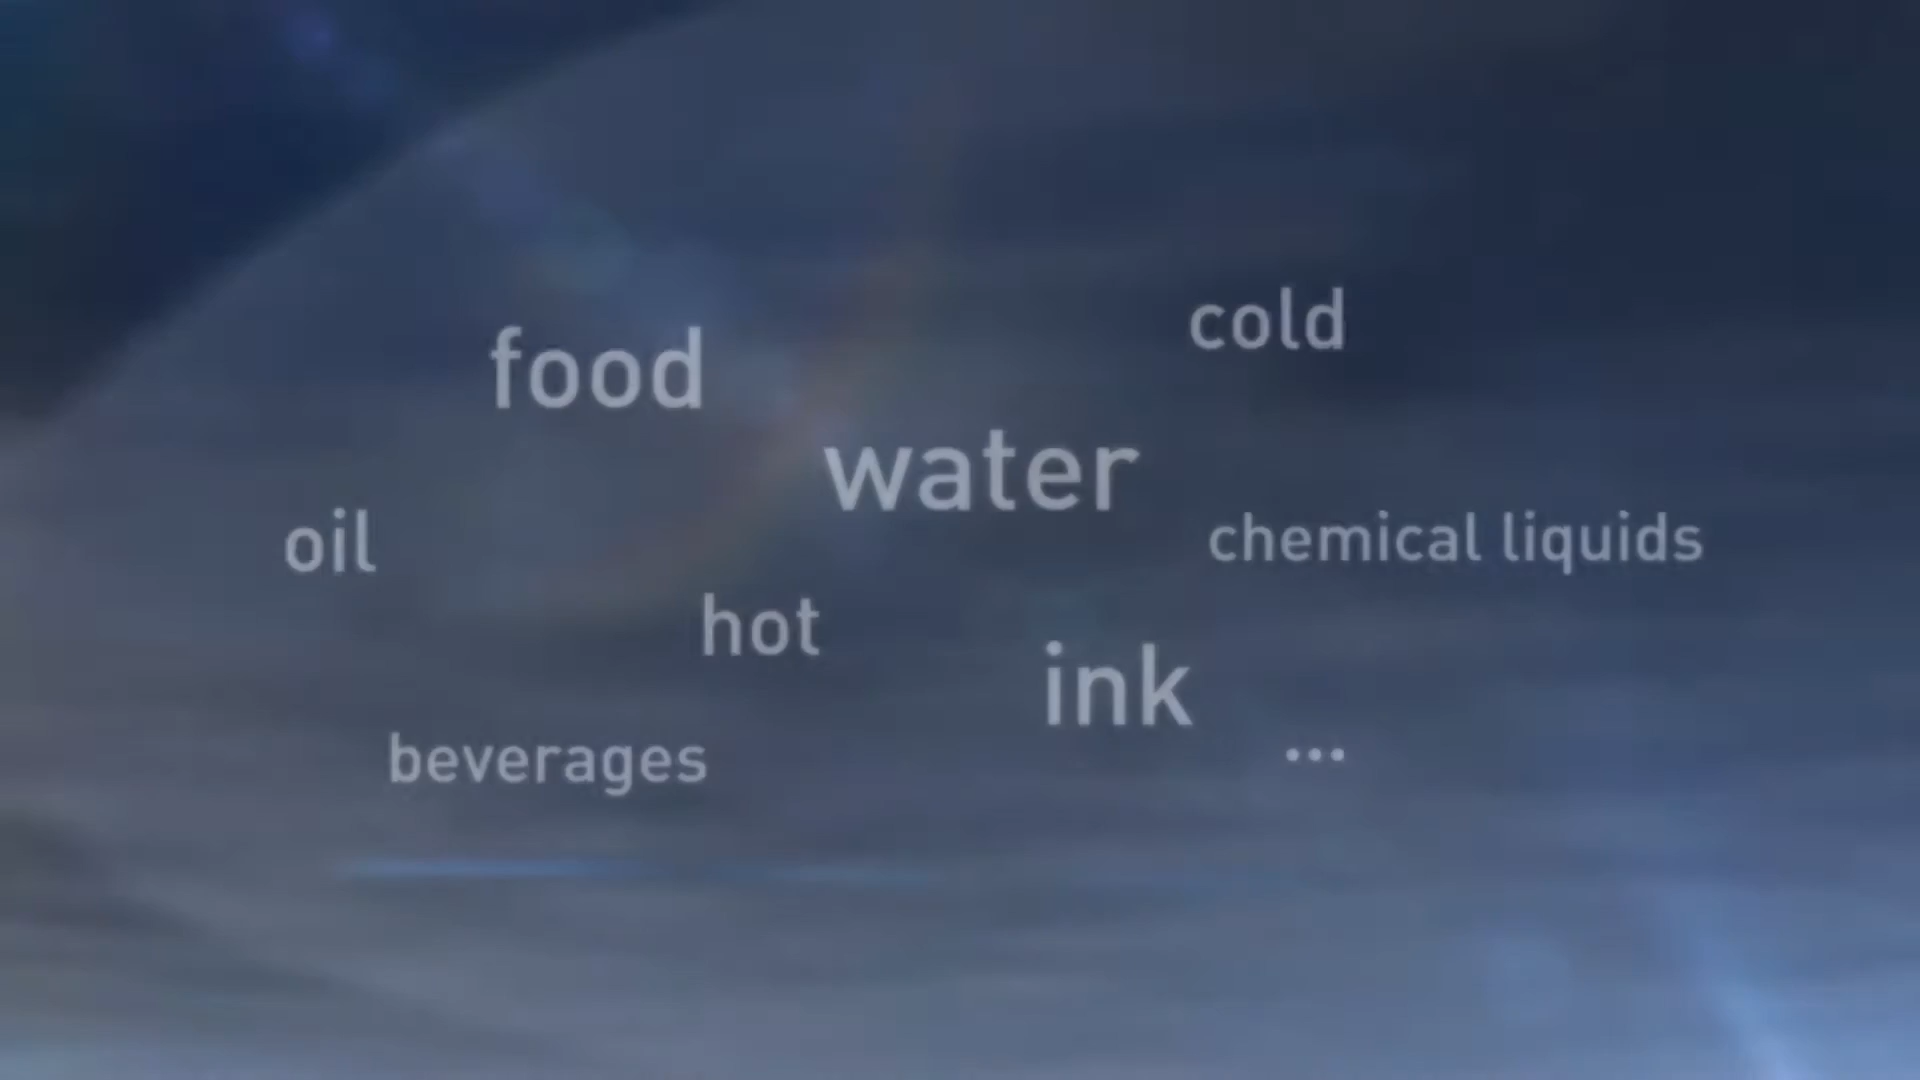 cold
food
water
oil
chemical liquids
hot
ink
beverages
...